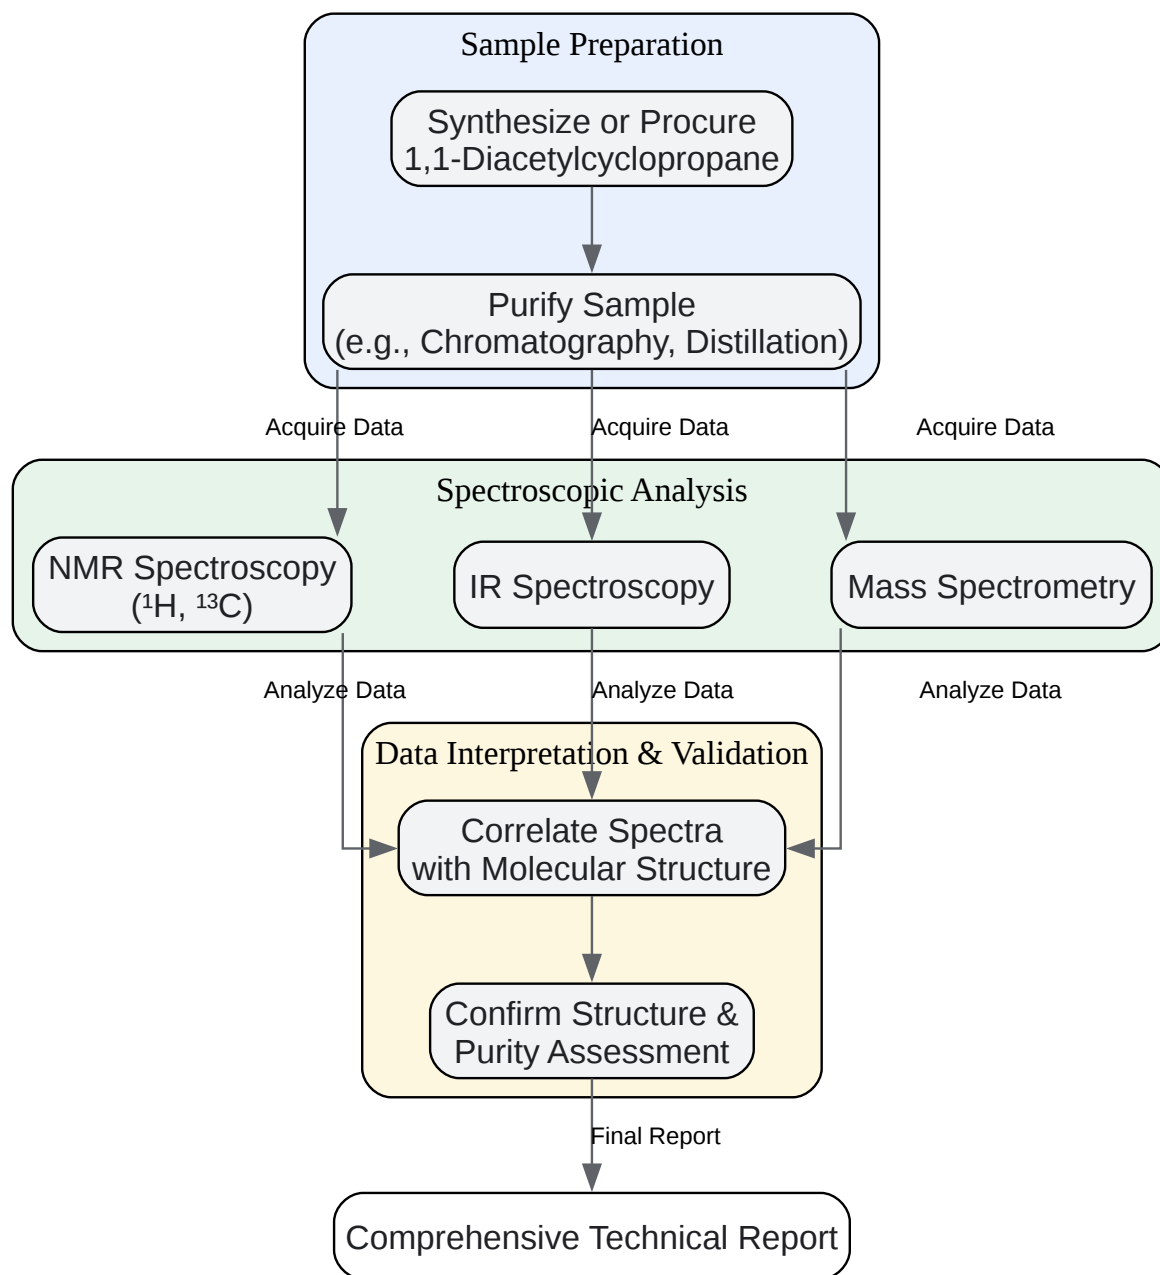 Sample Preparation
Synthesize or Procure
1,1-Diacetylcyclopropane
Purify Sample
(e.g., Chromatography, Distillation)
Acquire Data
Acquire Data
Acquire Data
Spectroscopic Analysis
NMR Spectroscopy
(¹H, ¹³C)
IR Spectroscopy
Mass Spectrometry
Analyze Data
Analyze Data
Analyze Data
Data Interpretation & Validation
Correlate Spectra
with Molecular Structure
Confirm Structure &
Purity Assessment
Final Report
Comprehensive Technical Report